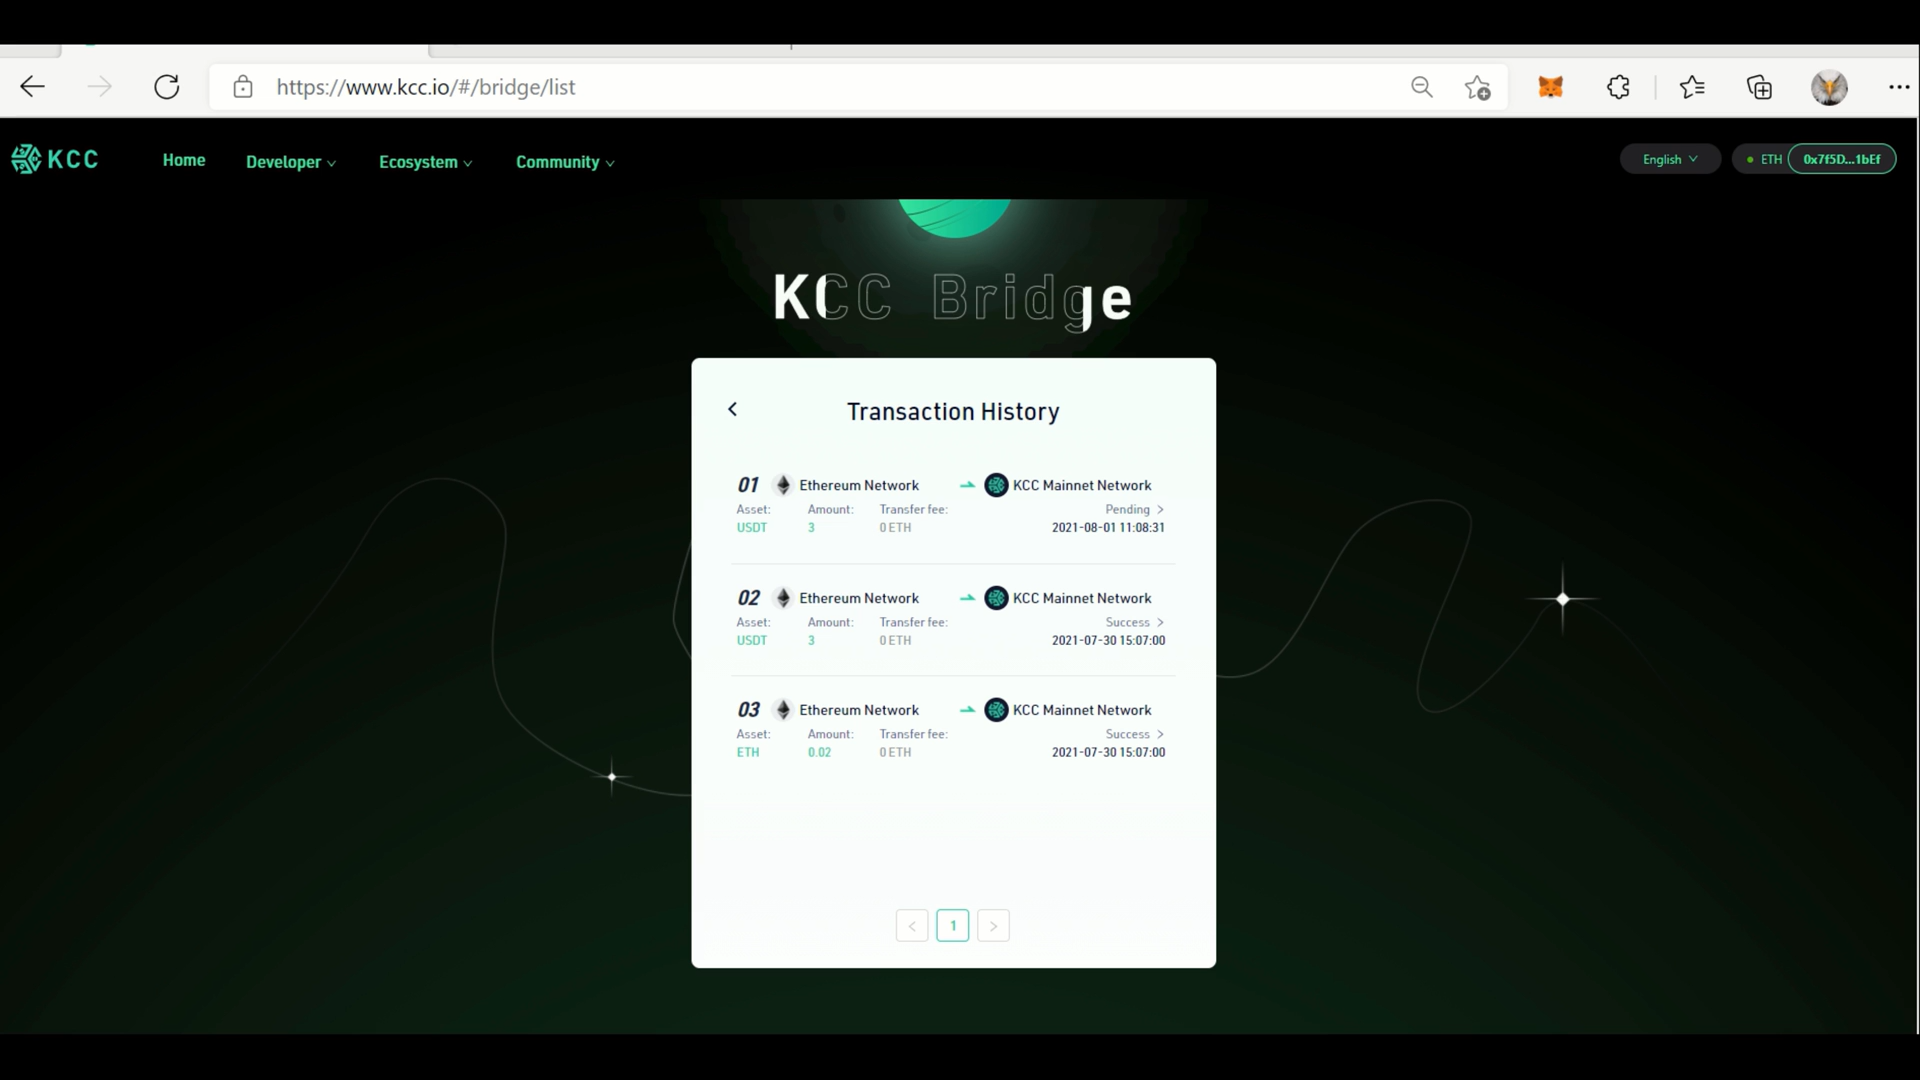 https://www.kcc.io/#/bridge/list
KCC
Home
Developer
Ecosystem
Community
English
ETH
0x7f5D...1bEf
KCC Bridge
Transaction History
01 Ethereum Network KCC Mainnet Network
Asset: Amount: Transfer fee: Pending >
USDT 3 0 ETH 2021-08-01 11:08:31
02 Ethereum Network KCC Mainnet Network
Asset: Amount: Transfer fee: Success >
USDT 3 0 ETH 2021-07-30 15:07:00
03 Ethereum Network KCC Mainnet Network
Asset: Amount: Transfer fee: Success >
ETH 0.02 0 ETH 2021-07-30 15:07:00
< 1 >